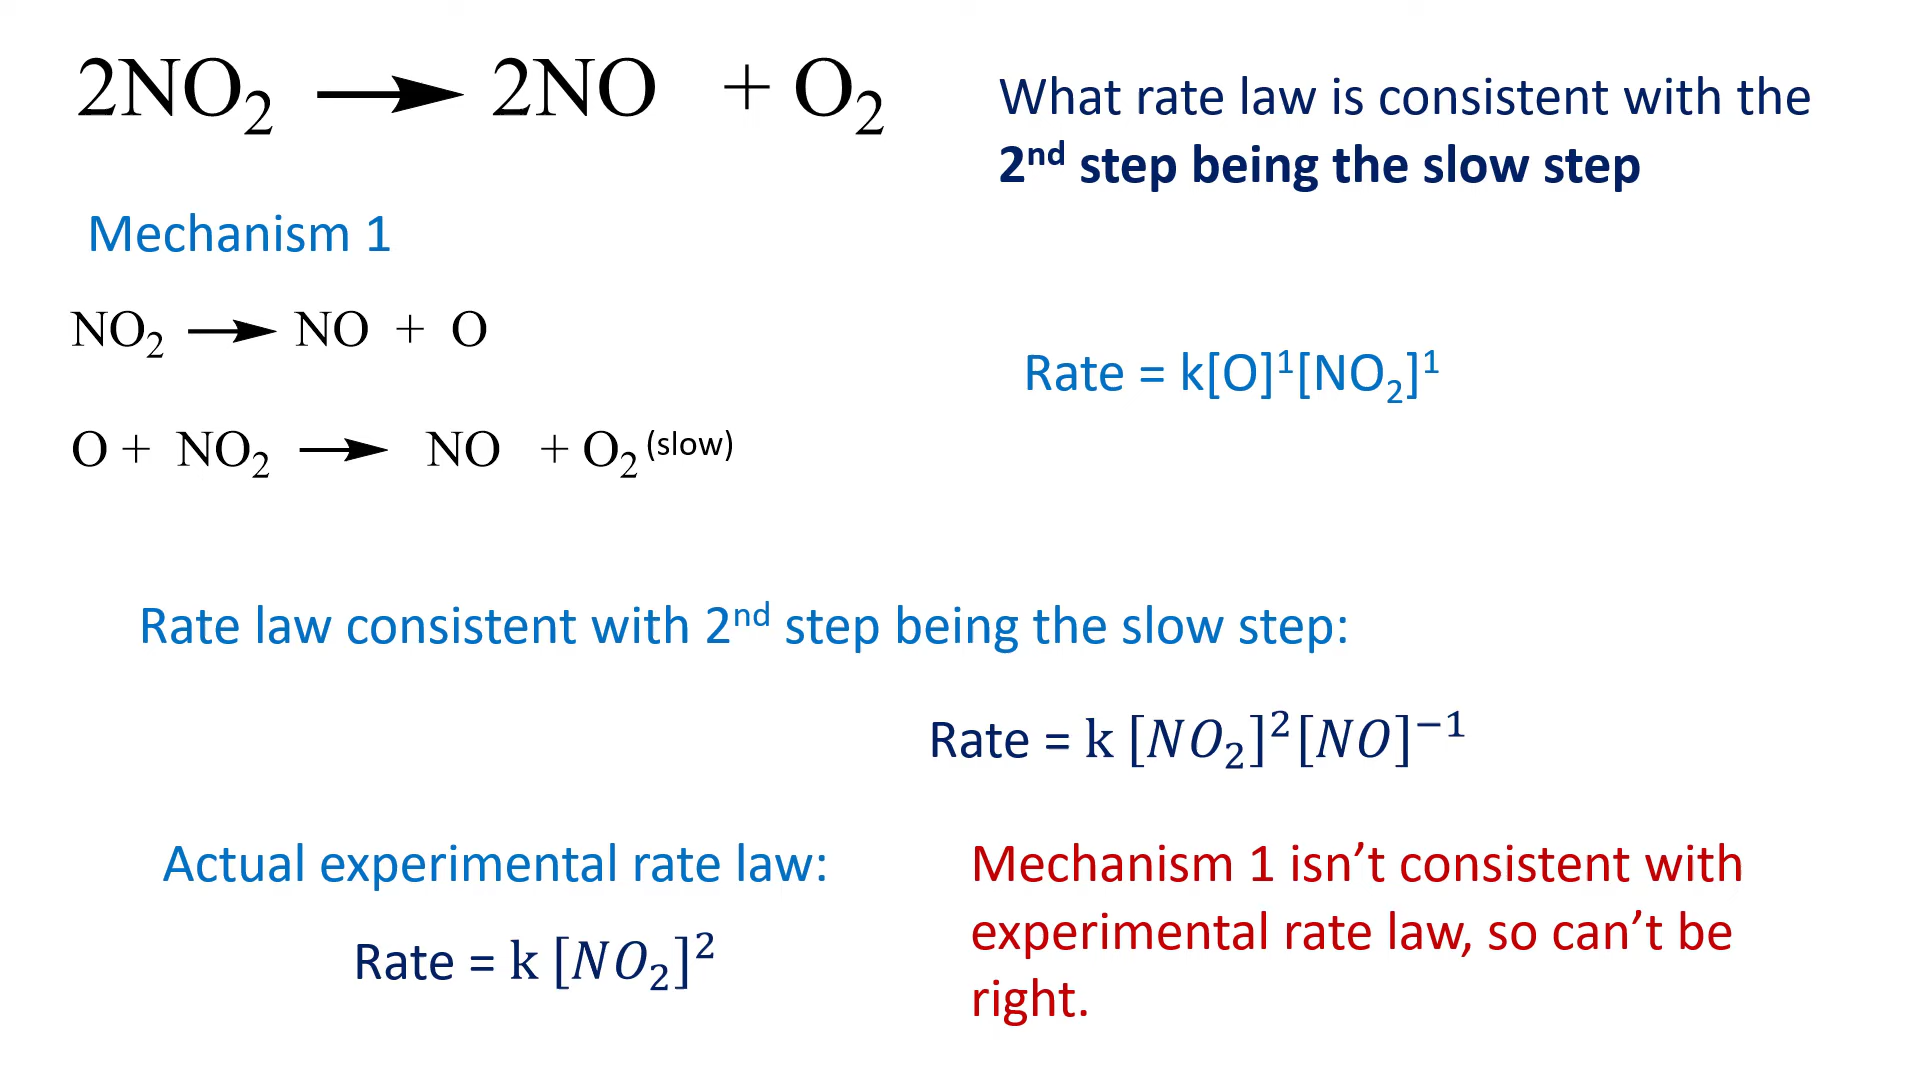 2NO₂ ⟶ 2NO + O₂
What rate law is consistent with the
2ⁿᵈ step being the slow step
Mechanism 1
NO₂ ⟶ NO + O
Rate = k[O]¹[NO₂]¹
O + NO₂ ⟶ NO + O₂ (slow)
Rate law consistent with 2ⁿᵈ step being the slow step:
Rate = k [NO₂]²[NO]⁻¹
Actual experimental rate law:
Rate = k [NO₂]²
Mechanism 1 isn’t consistent with
experimental rate law, so can’t be
right.